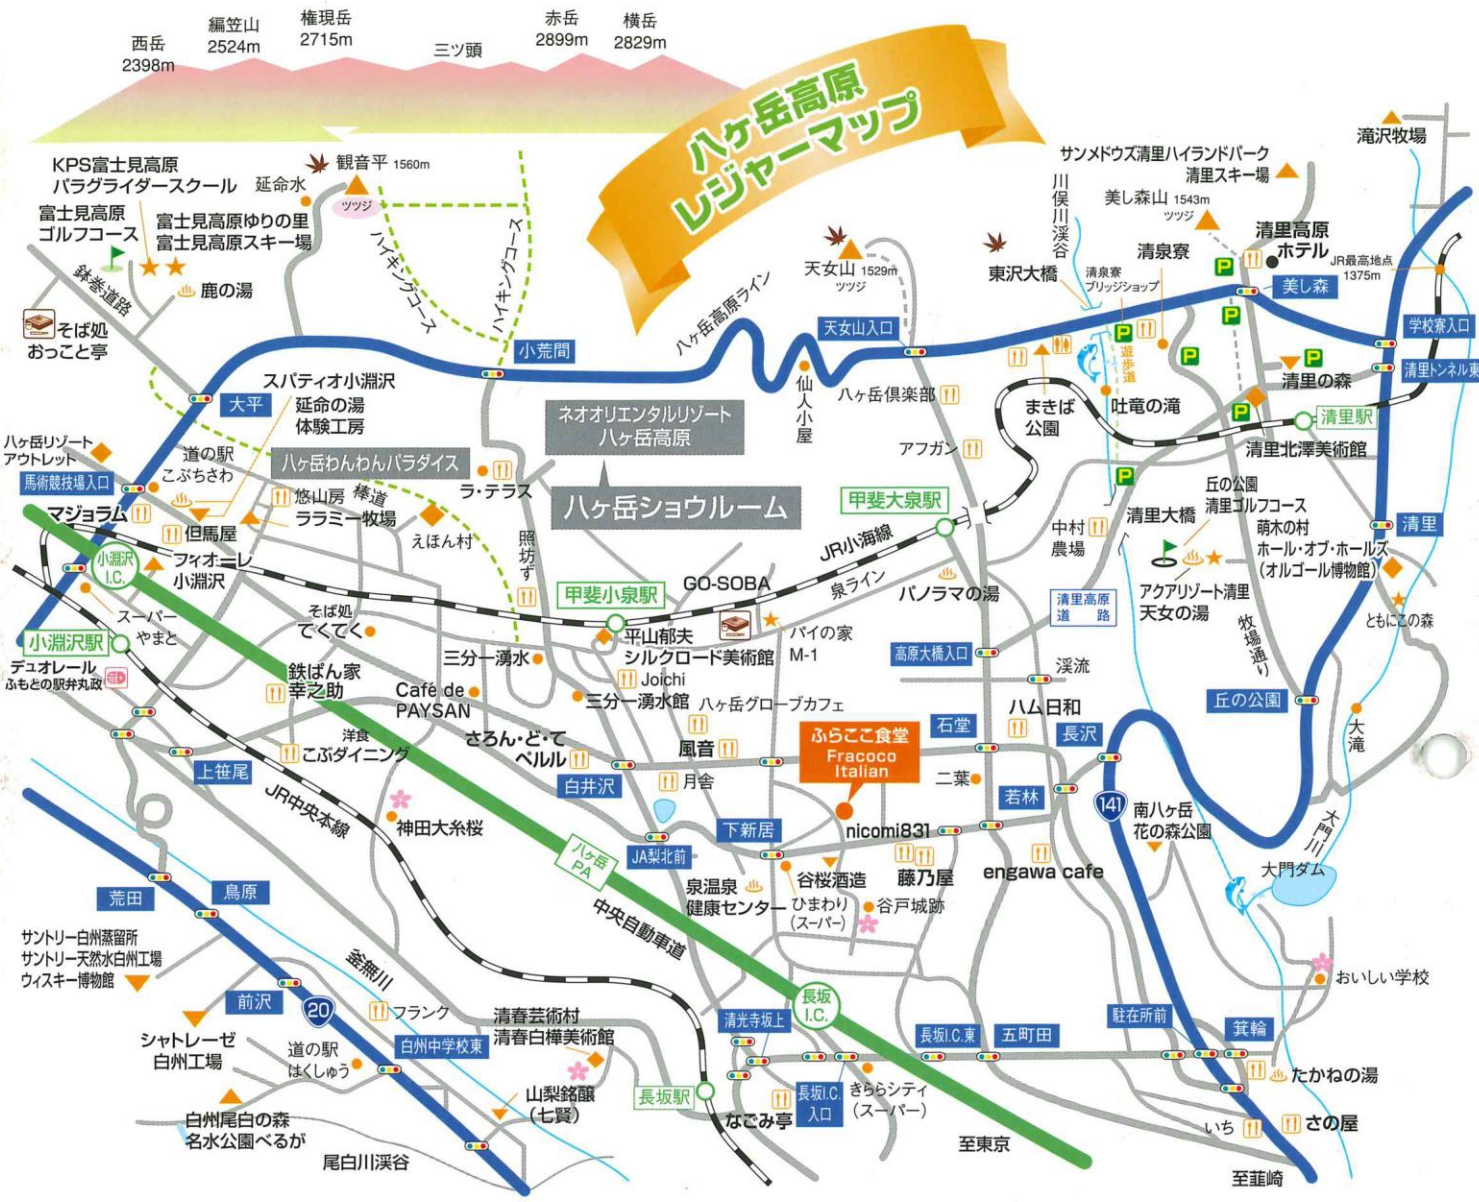 西岳
2398m
編笠山
2524m
権現岳
2715m
三ツ頭
赤岳
2899m
横岳
2829m
八ヶ岳高原
レジャーマップ
KPS富士見高原
パラグライダースクール
富士見高原
ゴルフコース
富士見高原ゆりの里
富士見高原スキー場
延命水
観音平 1560m
ツツジ
鉢巻道路
鹿の湯
そば処
おっこと亭
ハイキングコース
ハイキングコース
八ヶ岳高原ライン
天女山 1529m
ツツジ
天女山入口
東沢大橋
川俣川渓谷
サンメドウズ清里ハイランドパーク
清里スキー場
美し森山 1543m
ツツジ
清泉寮
清泉寮
ブリッジショップ
清里高原
ホテル
滝沢牧場
JR最高地点
1375m
美し森
学校寮入口
清里トンネル東
小荒間
大平
スパティオ小淵沢
延命の湯
体験工房
八ヶ岳リゾート
アウトレット
馬術競技場入口
道の駅
こぶちさわ
八ヶ岳わんわんパラダイス
ネオオリエンタルリゾート
八ヶ岳高原
八ヶ岳ショウルーム
仙人小屋
八ヶ岳倶楽部
アフガン
まきば
公園
遊歩道
吐竜の滝
清里の森
清里駅
清里北澤美術館
P
P
P
P
P
P
P
マジョラム
但馬屋
悠山房
ララミー牧場
棒道
えほん村
ラ・テラス
照坊ず
小淵沢
I.C.
フィオーレ
小淵沢
スーパー
やまと
小淵沢駅
デュオレール
ふもとの駅弁丸政
そば処
てくてく
甲斐小泉駅
GO-SOBA
JR小海線
甲斐大泉駅
泉ライン
パノラマの湯
中村
農場
清里大橋
丘の公園
清里ゴルフコース
萌木の村
ホール・オブ・ホールズ
(オルゴール博物館)
清里
アクアリゾート清里
天女の湯
清里高原
道路
牧場通り
ともにこの森
平山郁夫
シルクロード美術館
パイの家
M-1
三分一湧水
Joichi
三分一湧水館
八ヶ岳グローブカフェ
鉄ぱん家
幸之助
Café de
PAYSAN
洋食
こぶダイニング
さろん・ど・て
ペルル
風音
月舎
ふらここ食堂
Fracoco
Italian
高原大橋入口
渓流
石堂
ハム日和
長沢
丘の公園
大滝
上笹尾
JR中央本線
白井沢
二葉
若林
141
南八ヶ岳
花の森公園
大門川
大門ダム
神田大糸桜
八ヶ岳
PA
JA梨北前
下新居
nicomi831
藤乃屋
engawa cafe
泉温泉
健康センター
谷桜酒造
ひまわり
(スーパー)
谷戸城跡
荒田
鳥原
中央自動車道
サントリー白州蒸留所
サントリー天然水白州工場
ウィスキー博物館
釜無川
前沢
20
フランク
清春芸術村
清春白樺美術館
長坂
I.C.
清光寺坂上
長坂I.C.東
五町田
駐在所前
箕輪
おいしい学校
シャトレーゼ
白州工場
道の駅
はくしゅう
白州中学校東
長坂駅
なごみ亭
長坂I.C.
入口
きららシティ
(スーパー)
たかねの湯
白州尾白の森
名水公園べるが
山梨銘醸
(七賢)
尾白川渓谷
至東京
いち
さの屋
至韮崎